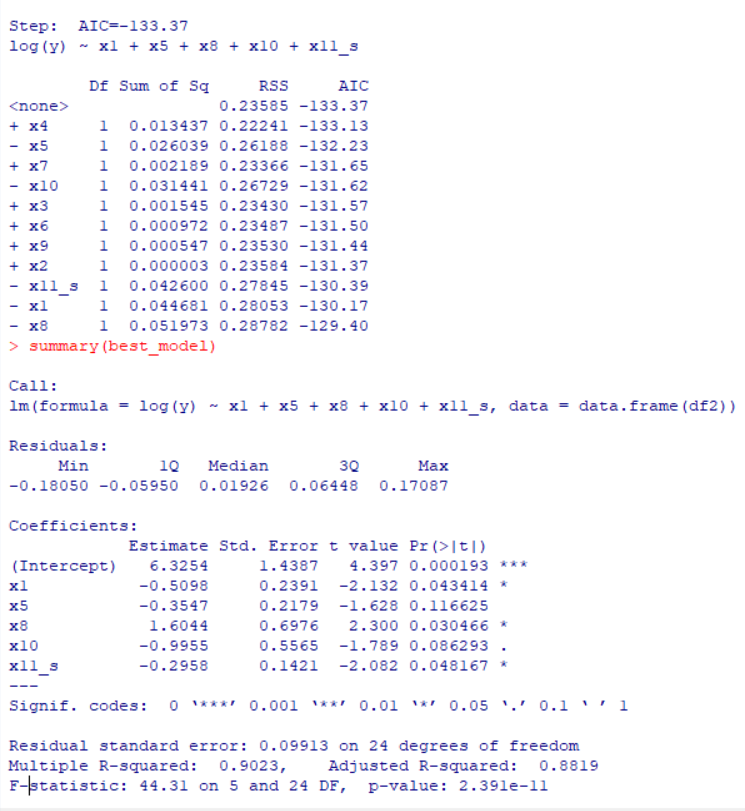 Step:  AIC=-133.37
log(y) ~ x1 + x5 + x8 + x10 + x11_s
Df Sum of Sq     RSS     AIC
<none>              0.23585 -133.37
+ x4     1  0.013437 0.22241 -133.13
- x5     1  0.026039 0.26188 -132.23
+ x7     1  0.002189 0.23366 -131.65
- x10    1  0.031441 0.26729 -131.62
+ x3     1  0.001545 0.23430 -131.57
+ x6     1  0.000972 0.23487 -131.50
+ x9     1  0.000547 0.23530 -131.44
+ x2     1  0.000003 0.23584 -131.37
- x11_s  1  0.042600 0.27845 -130.39
- x1     1  0.044681 0.28053 -130.17
- x8     1  0.051973 0.28782 -129.40
> summary(best_model)
Call:
lm(formula = log(y) ~ x1 + x5 + x8 + x10 + x11_s, data = data.frame(df2))
Residuals:
Min       1Q   Median       3Q      Max
-0.18050 -0.05950  0.01926  0.06448  0.17087
Coefficients:
Estimate Std. Error t value Pr(>|t|)
(Intercept)   6.3254     1.4387   4.397 0.000193 ***
x1           -0.5098     0.2391  -2.132 0.043414 *
x5           -0.3547     0.2179  -1.628 0.116625
x8            1.6044     0.6976   2.300 0.030466 *
x10          -0.9955     0.5565  -1.789 0.086293 .
x11_s        -0.2958     0.1421  -2.082 0.048167 *
---
Signif. codes:  0 ‘***’ 0.001 ‘**’ 0.01 ‘*’ 0.05 ‘.’ 0.1 ‘ ’ 1
Residual standard error: 0.09913 on 24 degrees of freedom
Multiple R-squared:  0.9023,    Adjusted R-squared:  0.8819
F-statistic: 44.31 on 5 and 24 DF,  p-value: 2.391e-11